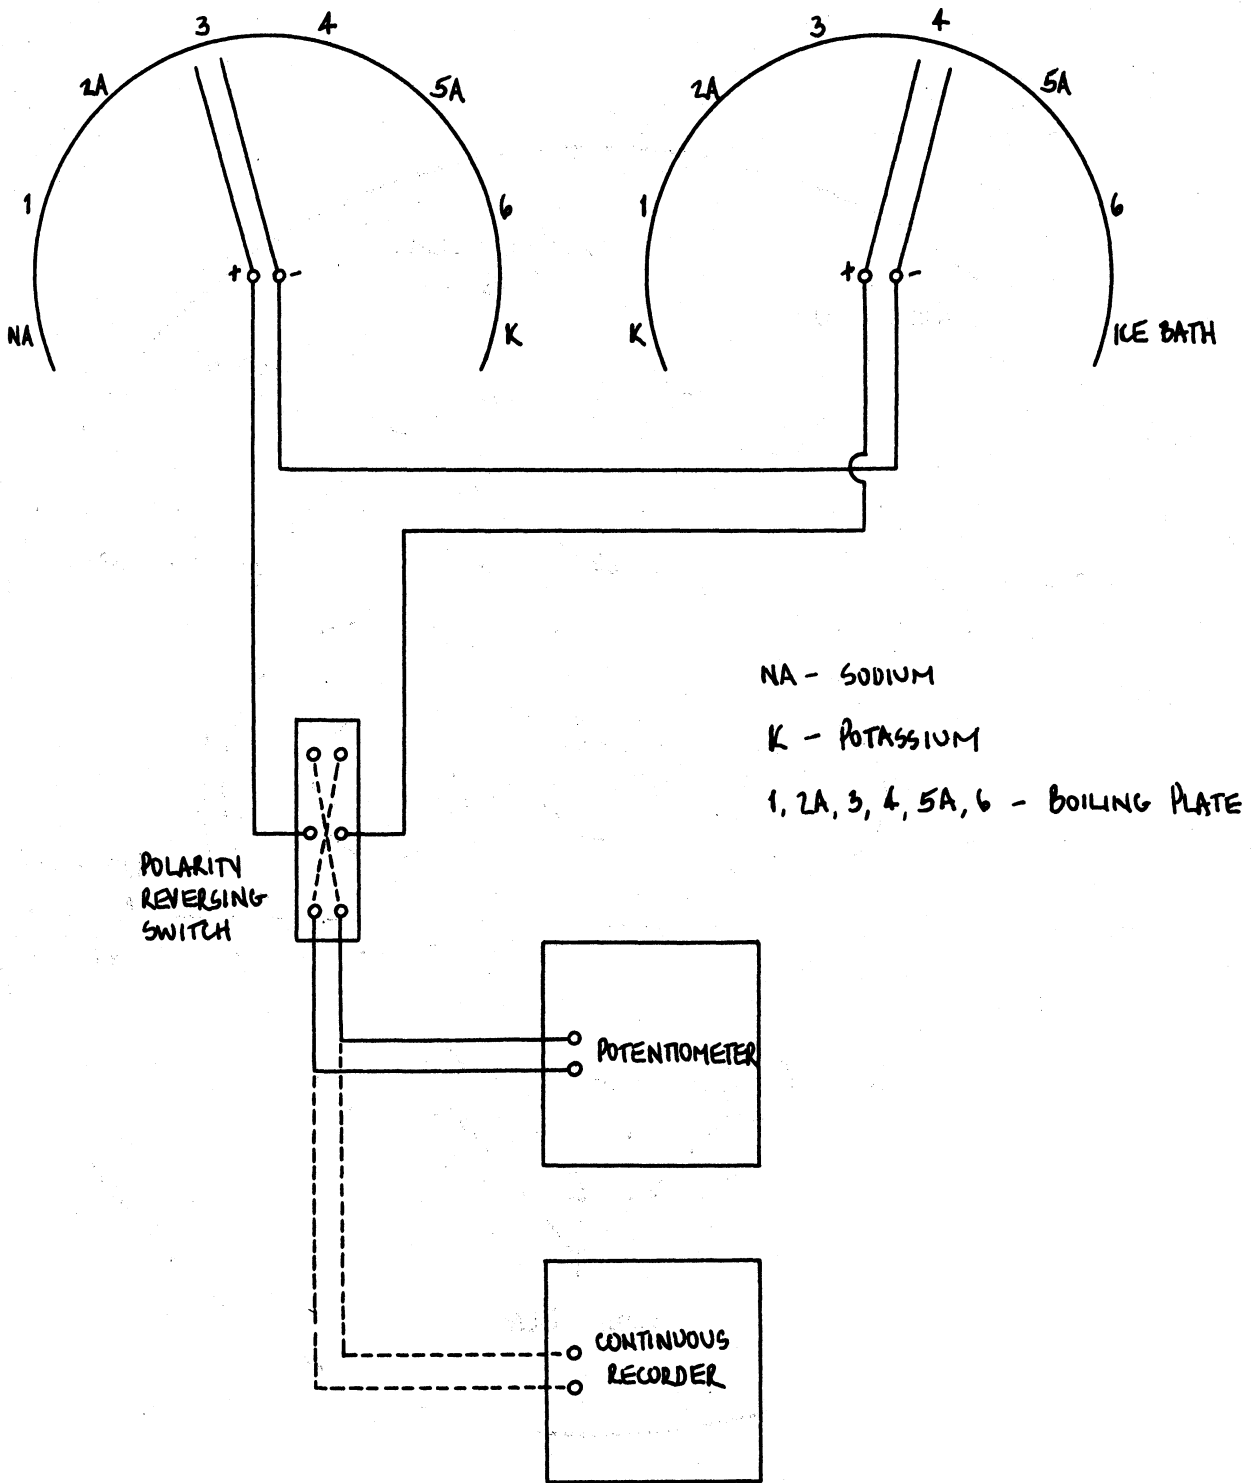 3
4
2A
5A
1
6
+
-
NA
K
3
4
2A
5A
1
6
+
-
K
ICE BATH
NA - SODIUM
K - POTASSIUM
1, 2A, 3, 4, 5A, 6 - BOILING PLATE
POLARITY
REVERSING
SWITCH
POTENTIOMETER
CONTINUOUS
RECORDER